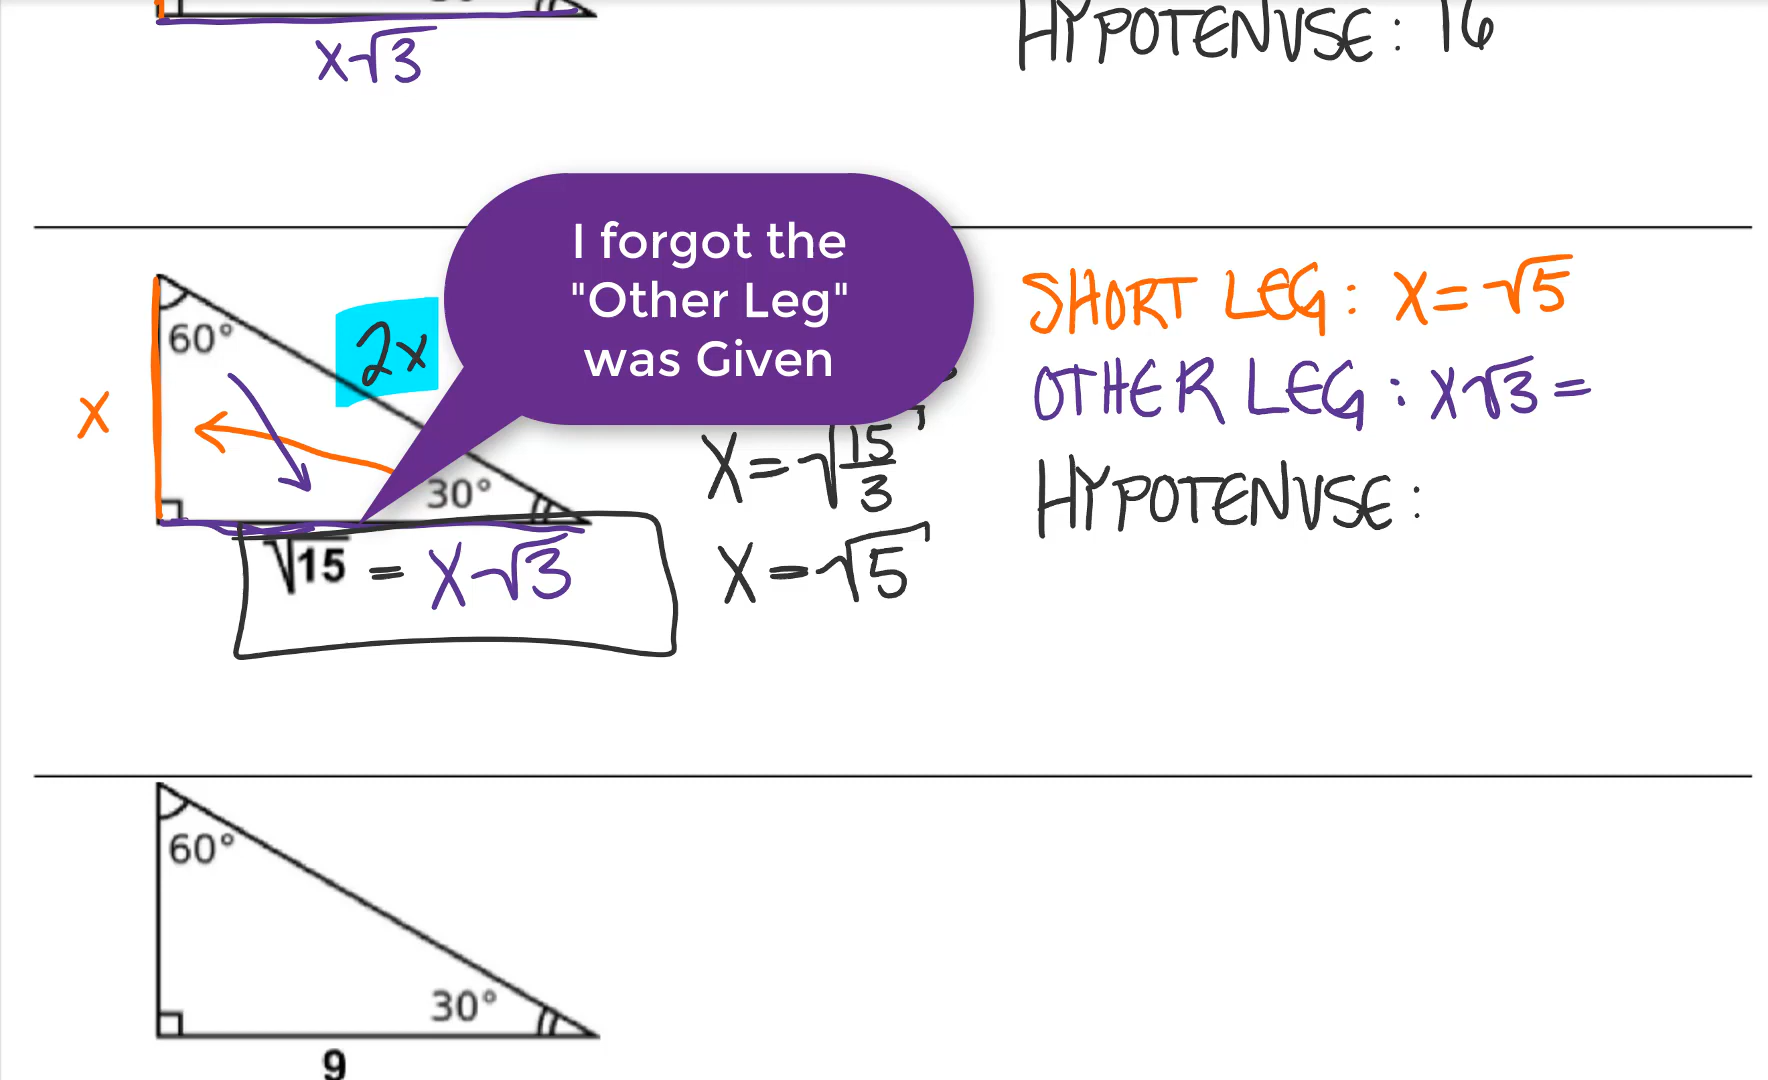 x√3
HYPOTENUSE: 16
I forgot the
"Other Leg"
was Given
60°
2x
x
30°
√15 = x√3
x = √15/3
x = √5
SHORT LEG: x = √5
OTHER LEG: x√3 =
HYPOTENUSE:
60°
30°
9